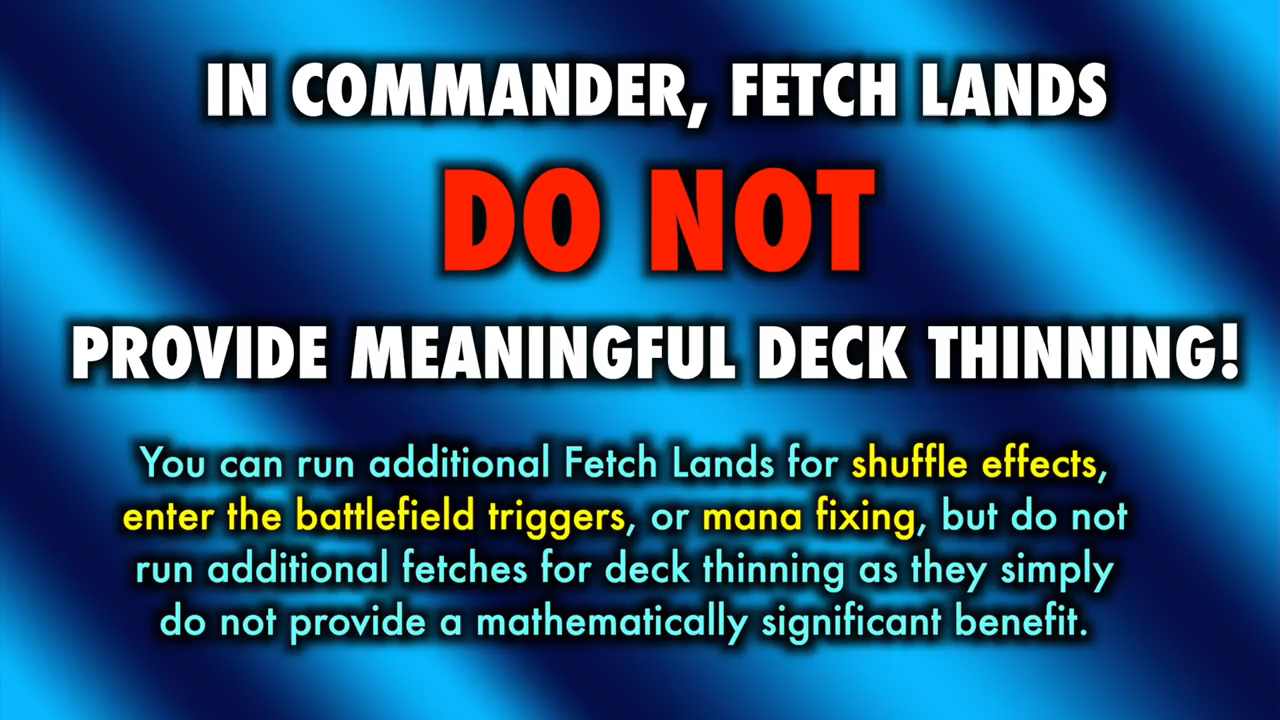 IN COMMANDER, FETCH LANDS
DO NOT
PROVIDE MEANINGFUL DECK THINNING!
You can run additional Fetch Lands for shuffle effects,
enter the battlefield triggers, or mana fixing, but do not
run additional fetches for deck thinning as they simply
do not provide a mathematically significant benefit.